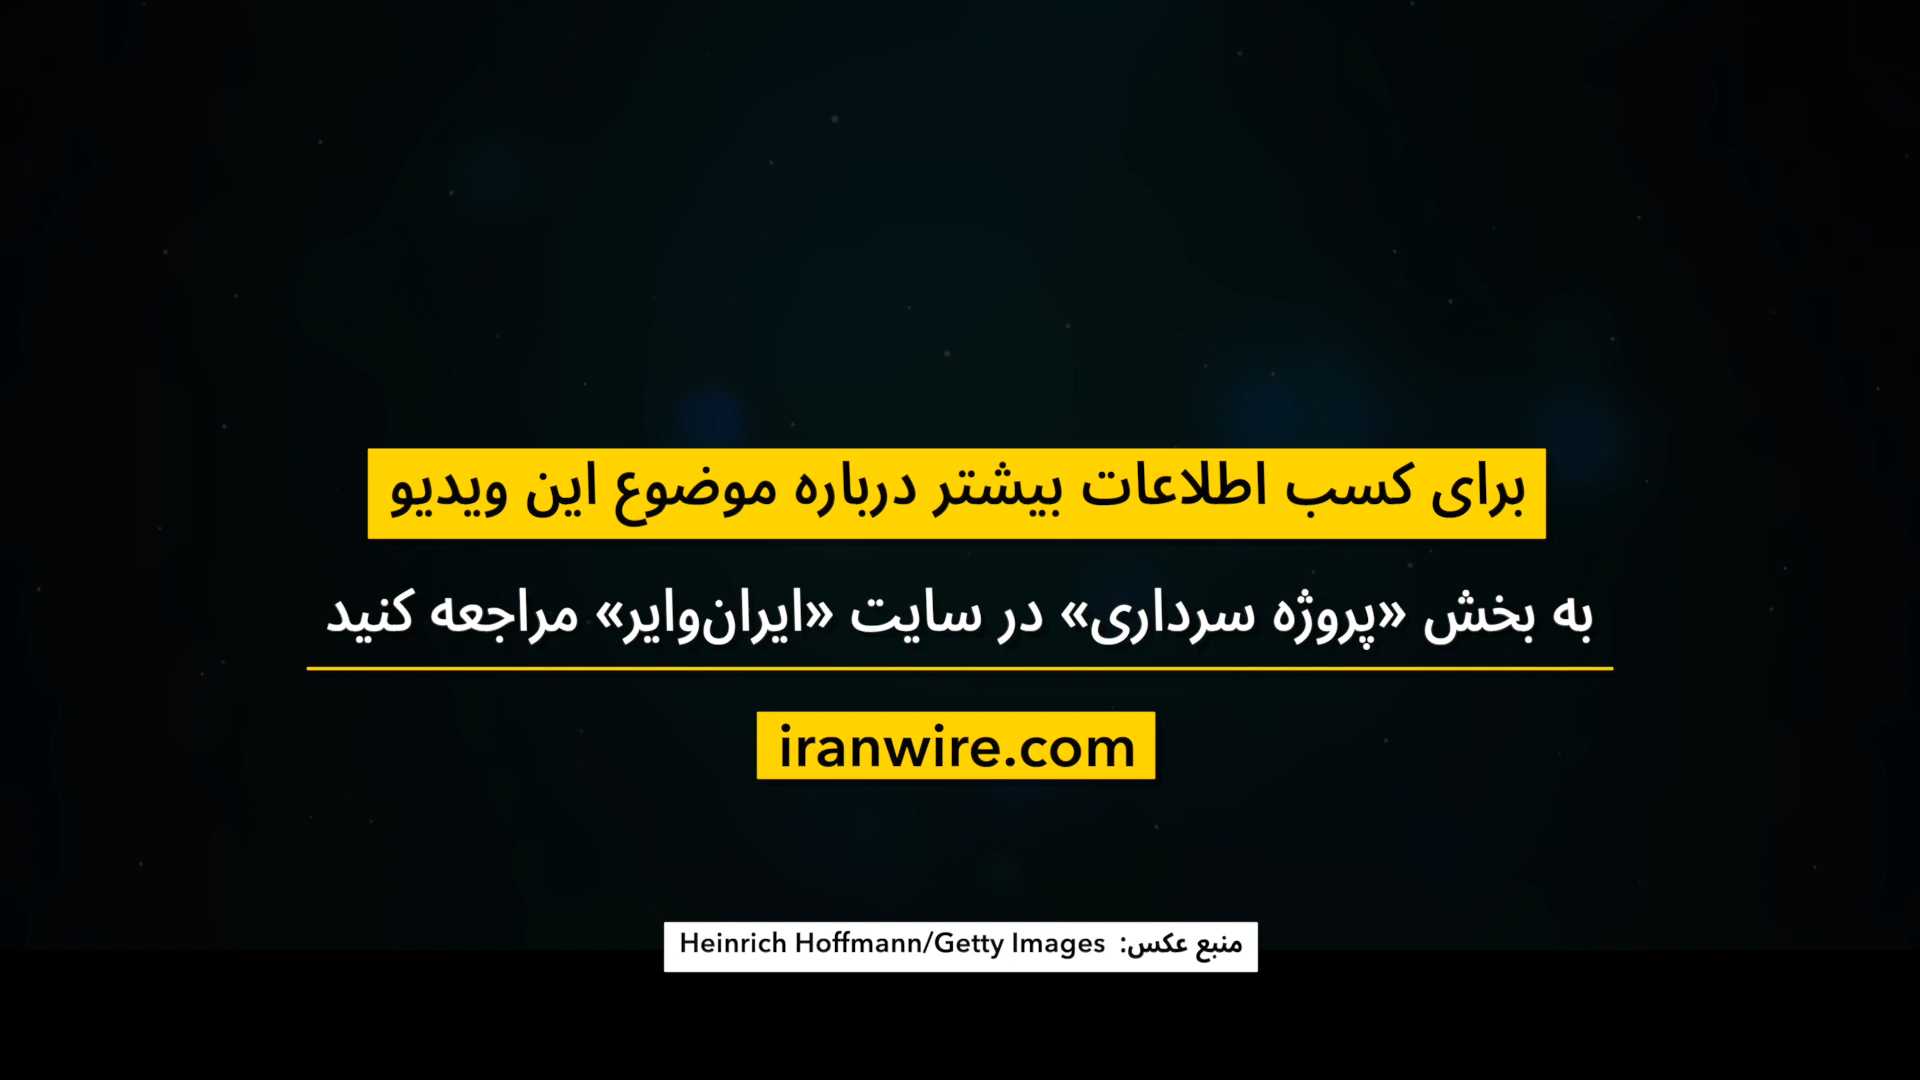 برای کسب اطلاعات بیشتر درباره موضوع این ویدیو
به بخش «پروژه سرداری» در سایت «ایران‌وایر» مراجعه کنید
iranwire.com
منبع عکس: Heinrich Hoffmann/Getty Images